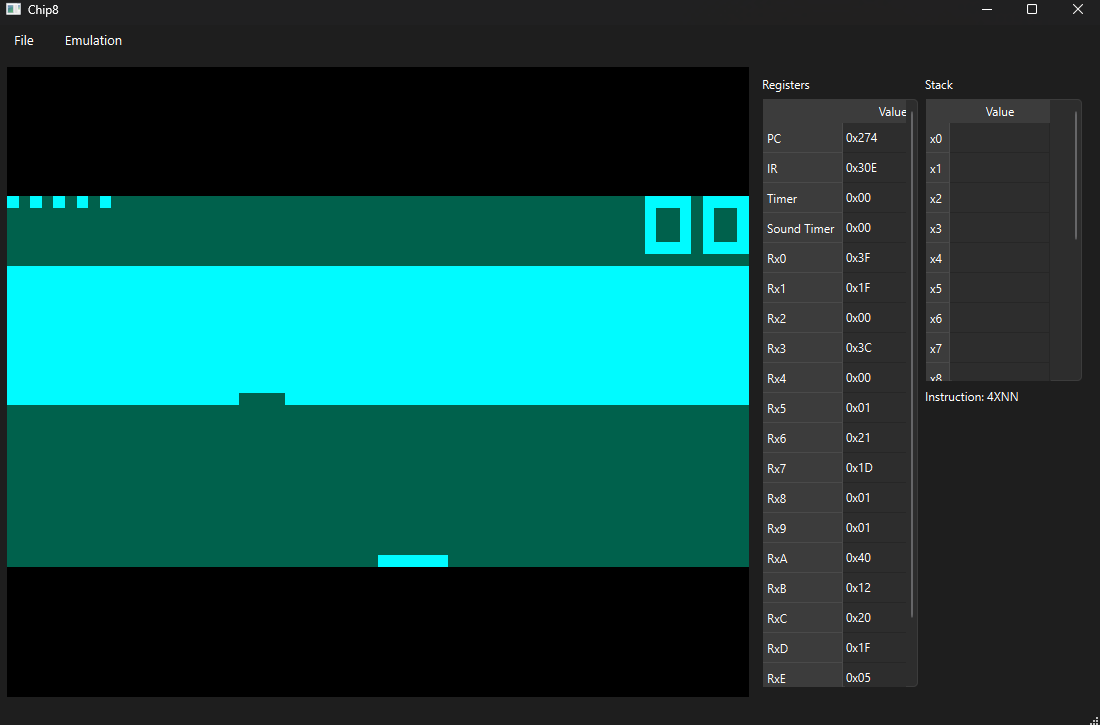 Chip8
File Emulation
Registers
Value
PC 0x274
IR 0x30E
Timer 0x00
Sound Timer 0x00
Rx0 0x3F
Rx1 0x1F
Rx2 0x00
Rx3 0x3C
Rx4 0x00
Rx5 0x01
Rx6 0x21
Rx7 0x1D
Rx8 0x01
Rx9 0x01
RxA 0x40
RxB 0x12
RxC 0x20
RxD 0x1F
RxE 0x05
Stack
Value
x0
x1
x2
x3
x4
x5
x6
x7
x8
Instruction: 4XNN
00